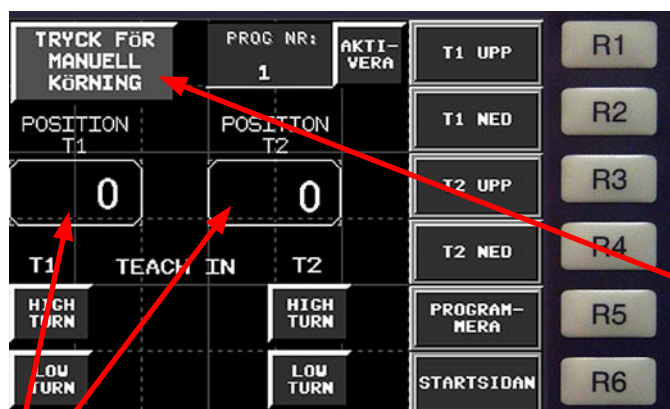 TRYCK FÖR
MANUELL
KÖRNING
PROG NR:
1
AKTI-
VERA
T1 UPP
R1
POSITION
T1
POSITION
T2
T1 NED
R2
0
0
T2 UPP
R3
T1 TEACH IN T2
T2 NED
R4
HIGH
TURN
HIGH
TURN
PROGRAM-
MERA
R5
LOW
TURN
LOW
TURN
STARTSIDAN
R6